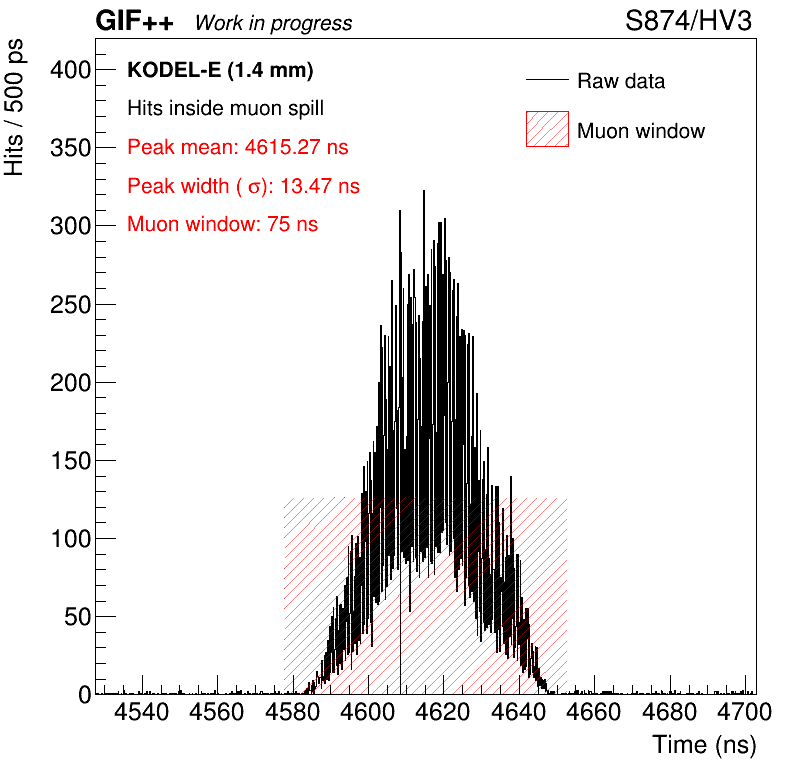 GIF++ Work in progress S874/HV3
Hits / 500 ps
KODEL-E (1.4 mm)
Hits inside muon spill
Peak mean: 4615.27 ns
Peak width ( σ): 13.47 ns
Muon window: 75 ns
Raw data
Muon window
400
350
300
250
200
150
100
50
0
4540 4560 4580 4600 4620 4640 4660 4680 4700
Time (ns)